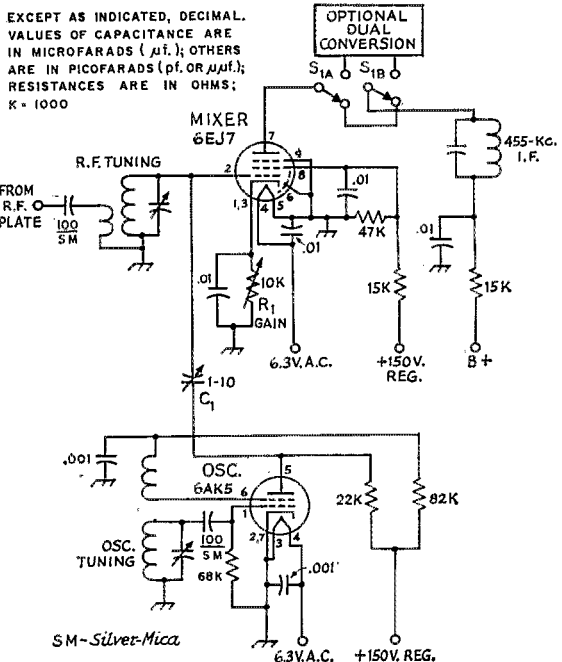 EXCEPT AS INDICATED, DECIMAL.
VALUES OF CAPACITANCE ARE
IN MICROFARADS (µf.); OTHERS
ARE IN PICOFARADS (pf. OR µµf.);
RESISTANCES ARE IN OHMS;
K = 1000
OPTIONAL
DUAL
CONVERSION
S1A
S1B
MIXER
6EJ7
7
9
8
6
2
1,3
4
5
R.F. TUNING
FROM
R.F.
PLATE
100
SM
.01
.01
47K
.01
10K
R1
GAIN
455-Kc.
I.F.
.01
15K
15K
6.3V.A.C.
+150V.
REG.
B+
1-10
C1
.001
OSC.
6AK5
5
6
1
2,7
3
4
22K
82K
OSC.
TUNING
100
SM
68K
.001
SM-Silver-Mica
6.3V.A.C.
+150V. REG.